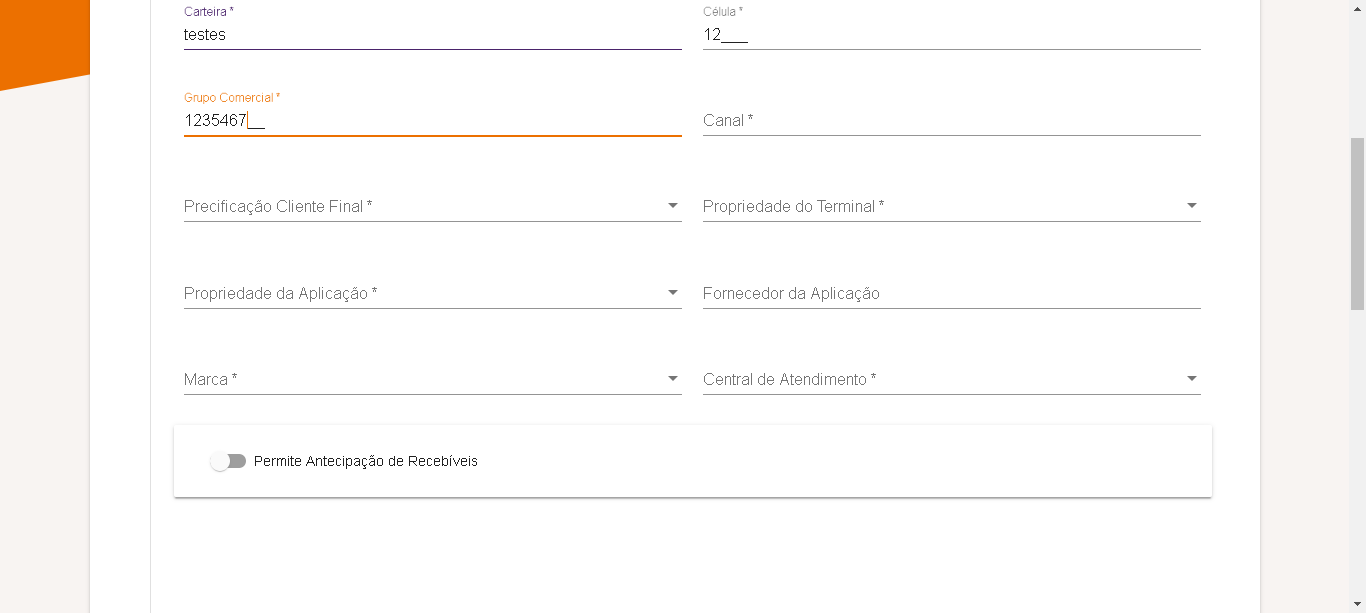 Carteira * Célula *
testes 12___
Grupo Comercial *
1235467__ Canal *
Precificação Cliente Final * Propriedade do Terminal *
Propriedade da Aplicação * Fornecedor da Aplicação
Marca * Central de Atendimento *
Permite Antecipação de Recebíveis